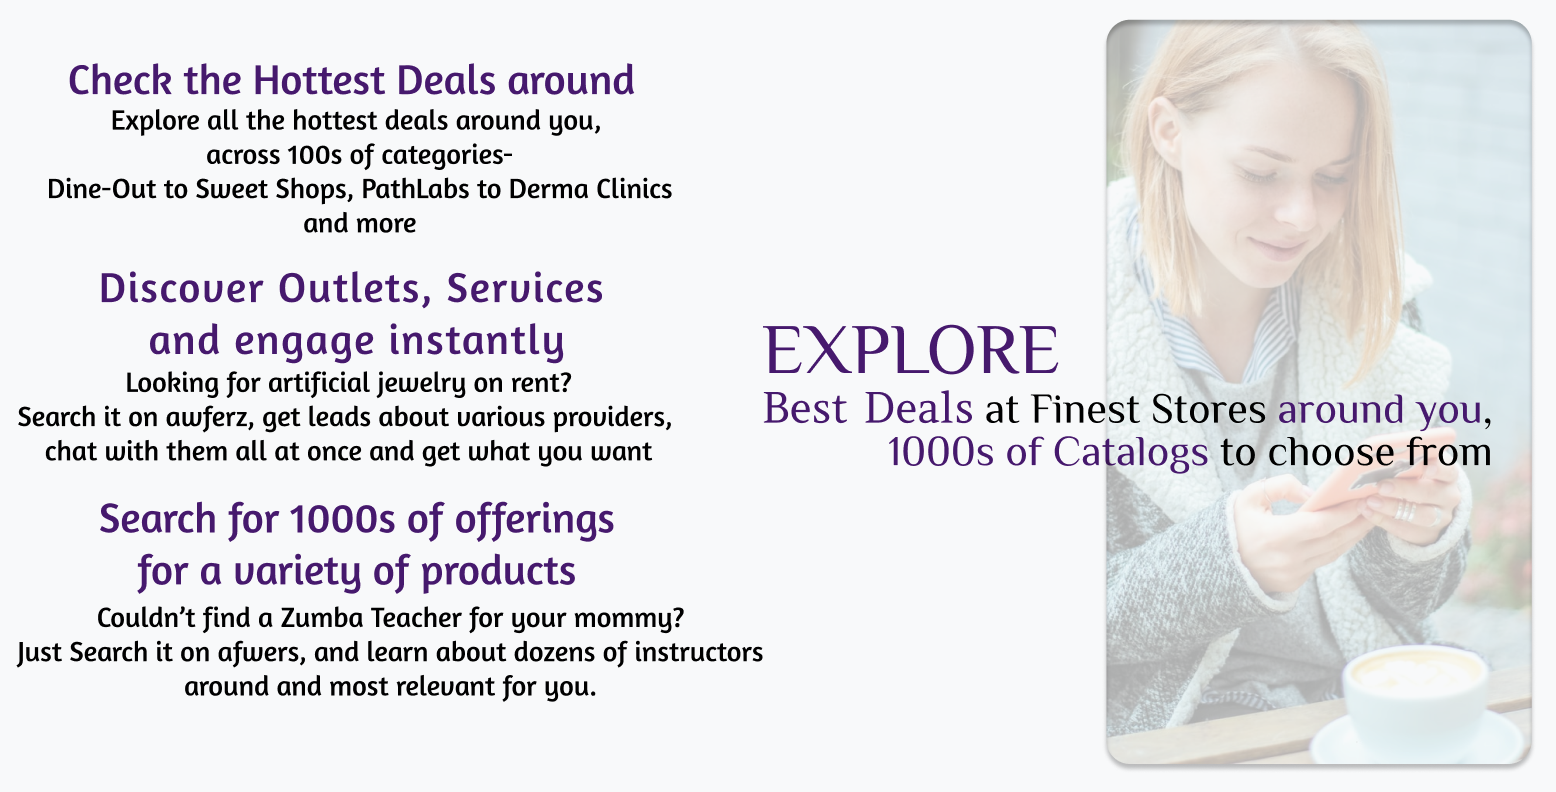 Check the Hottest Deals around
Explore all the hottest deals around you,
across 100s of categories-
Dine-Out to Sweet Shops, PathLabs to Derma Clinics
and more
Discover Outlets, Services
and engage instantly
Looking for artificial jewelry on rent?
Search it on awferz, get leads about various providers,
chat with them all at once and get what you want
Search for 1000s of offerings
for a variety of products
Couldn’t find a Zumba Teacher for your mommy?
Just Search it on afwers, and learn about dozens of instructors
around and most relevant for you.
EXPLORE
Best Deals at Finest Stores around you,
1000s of Catalogs to choose from